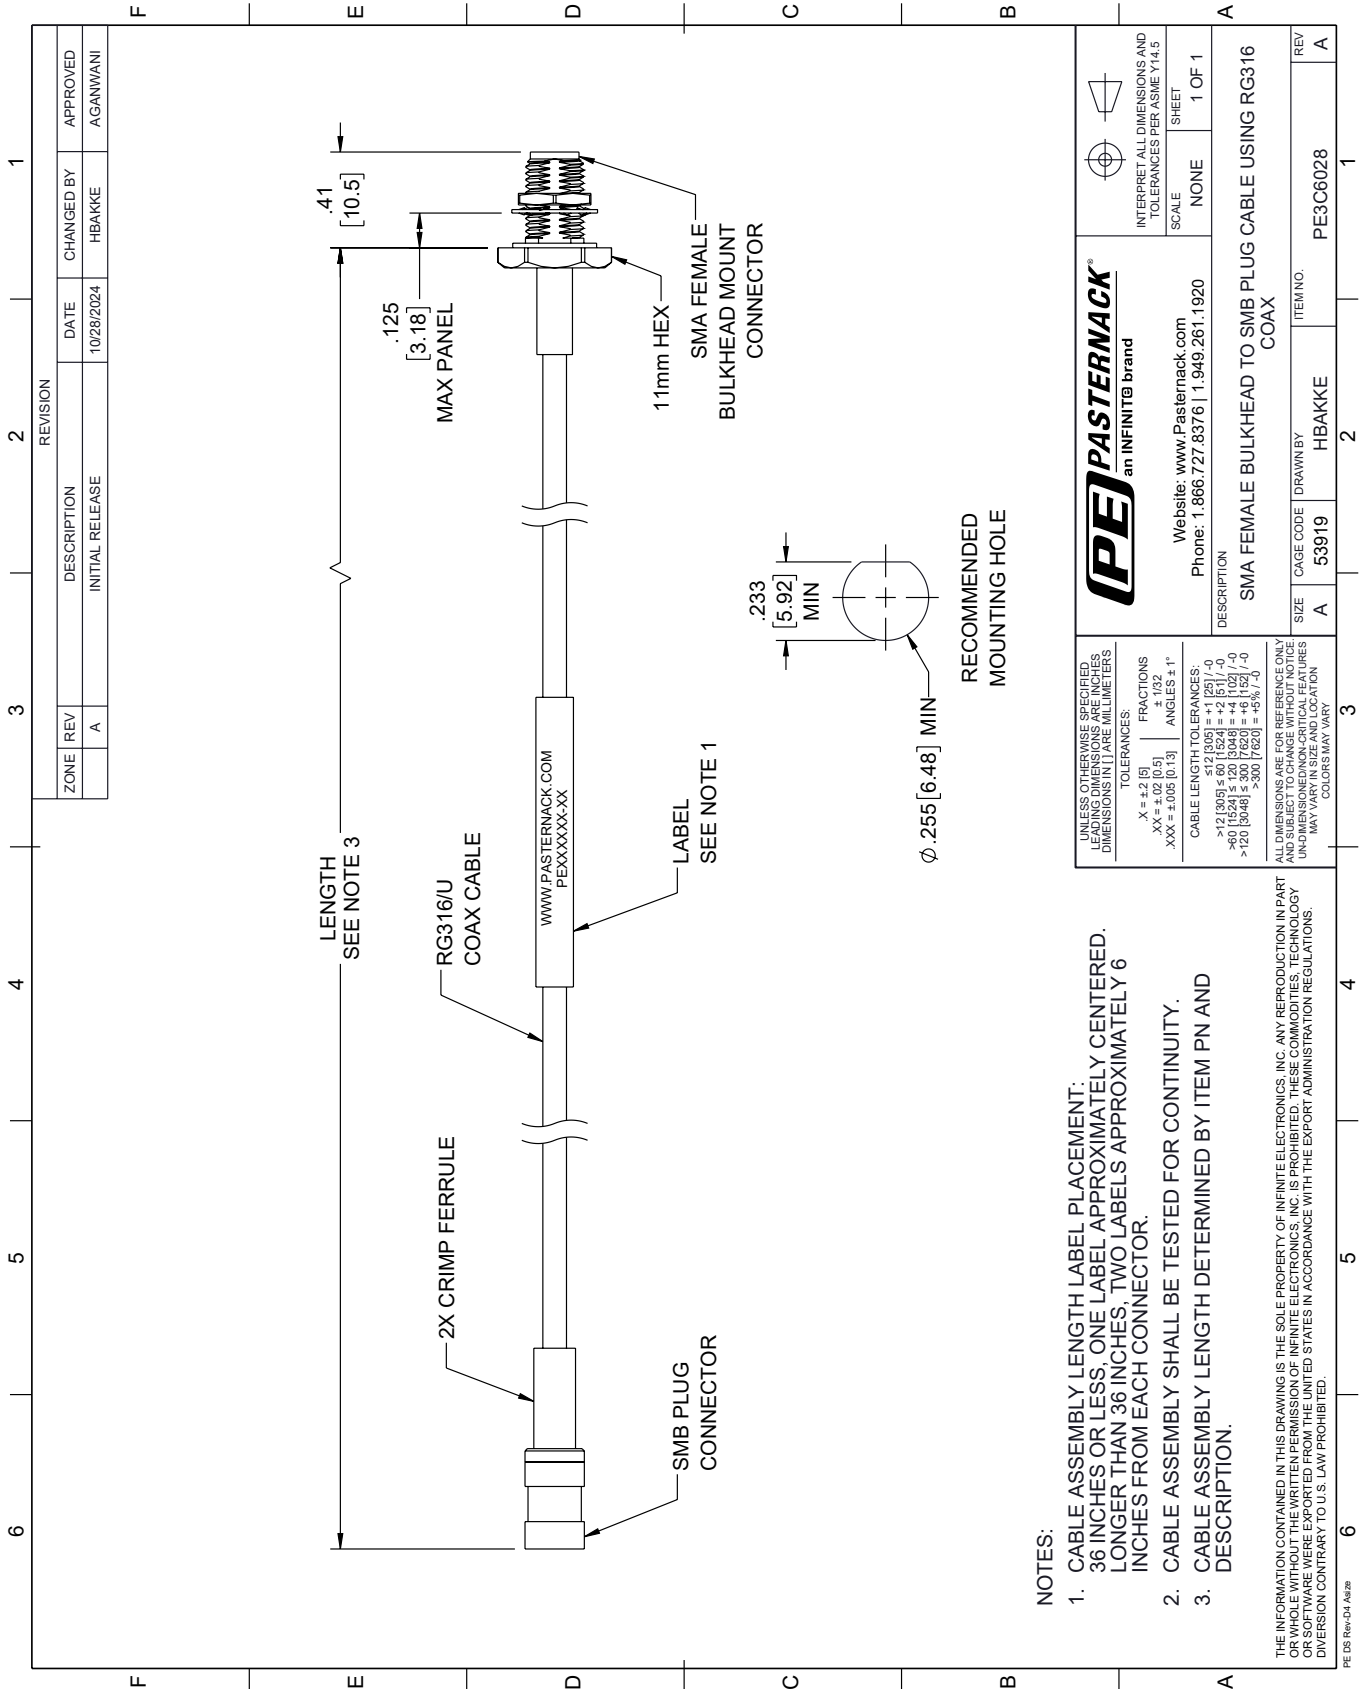 REVISION
ZONE REV DESCRIPTION DATE CHANGED BY APPROVED
A INITIAL RELEASE 10/28/2024 HBAKKE AGANWANI
6 5 4 3 2 1
F
E
D
C
B
A
F
E
D
C
B
A
LENGTH
SEE NOTE 3
.41
[10.5]
.125
[3.18]
MAX PANEL
2X CRIMP FERRULE
RG316/U
COAX CABLE
WWW.PASTERNACK.COM
PEXXXXXX-XX
SMB PLUG
CONNECTOR
LABEL
SEE NOTE 1
11mm HEX
SMA FEMALE
BULKHEAD MOUNT
CONNECTOR
.233
[5.92]
MIN
Ø.255[6.48] MIN
RECOMMENDED
MOUNTING HOLE
NOTES:
1. CABLE ASSEMBLY LENGTH LABEL PLACEMENT:
36 INCHES OR LESS, ONE LABEL APPROXIMATELY CENTERED.
LONGER THAN 36 INCHES, TWO LABELS APPROXIMATELY 6
INCHES FROM EACH CONNECTOR.
2. CABLE ASSEMBLY SHALL BE TESTED FOR CONTINUITY.
3. CABLE ASSEMBLY LENGTH DETERMINED BY ITEM PN AND
DESCRIPTION.
THE INFORMATION CONTAINED IN THIS DRAWING IS THE SOLE PROPERTY OF INFINITE ELECTRONICS, INC. ANY REPRODUCTION IN PART
OR WHOLE WITHOUT THE WRITTEN PERMISSION OF INFINITE ELECTRONICS, INC. IS PROHIBITED. THESE COMMODITIES, TECHNOLOGY
OR SOFTWARE WERE EXPORTED FROM THE UNITED STATES IN ACCORDANCE WITH THE EXPORT ADMINISTRATION REGULATIONS.
DIVERSION CONTRARY TO U.S. LAW PROHIBITED.
UNLESS OTHERWISE SPECIFIED
LEADING DIMENSIONS ARE INCHES
DIMENSIONS IN [ ] ARE MILLIMETERS
TOLERANCES:
.X = ±.2 [5]
.XX = ±.02 [0.5]
.XXX = ±.005 [0.13]
FRACTIONS
± 1/32
ANGLES ± 1°
CABLE LENGTH TOLERANCES:
≤12 [305] = +1 [25] / -0
>12 [305] ≤ 60 [1524] = +2 [51] / -0
>60 [1524] ≤ 120 [3048] = +4 [102] / -0
>120 [3048] ≤ 300 [7620] = +6 [152] / -0
>300 [7620] = +5% / -0
ALL DIMENSIONS ARE FOR REFERENCE ONLY
AND SUBJECT TO CHANGE WITHOUT NOTICE.
UN-DIMENSIONED/NON-CRITICAL FEATURES
MAY VARY IN SIZE AND LOCATION
COLORS MAY VARY
PE PASTERNACK®
an INFINIT@ brand
Website: www.Pasternack.com
Phone: 1.866.727.8376 | 1.949.261.1920
INTERPRET ALL DIMENSIONS AND
TOLERANCES PER ASME Y14.5
SCALE
NONE
SHEET
1 OF 1
DESCRIPTION
SMA FEMALE BULKHEAD TO SMB PLUG CABLE USING RG316
COAX
SIZE
A
CAGE CODE
53919
DRAWN BY
HBAKKE
ITEM NO.
PE3C6028
REV
A
6 5 4 3 2 1
PE DS Rev-D4 Asize